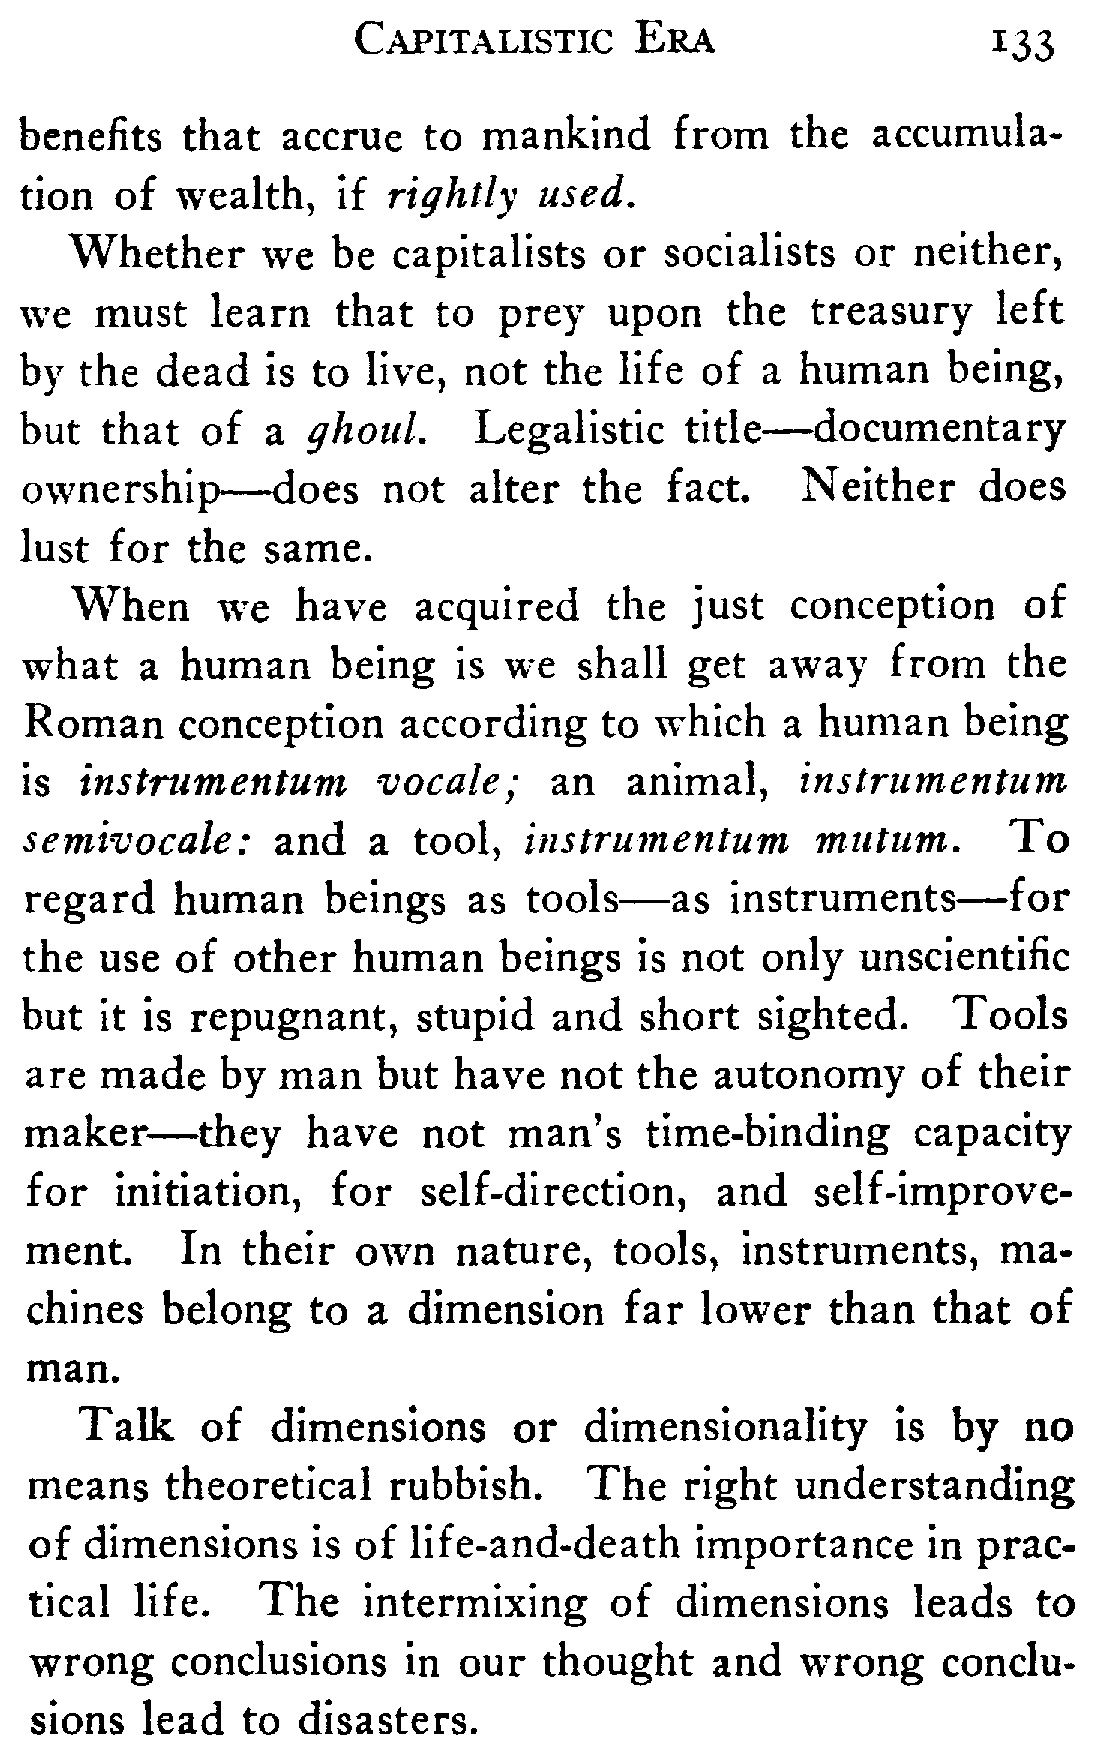 CAPITALISTIC ERA 133
benefits that accrue to mankind from the accumula-
tion of wealth, if rightly used.
Whether we be capitalists or socialists or neither,
we must learn that to prey upon the treasury left
by the dead is to live, not the life of a human being,
but that of a ghoul. Legalistic title—documentary
ownership—does not alter the fact. Neither does
lust for the same.
When we have acquired the just conception of
what a human being is we shall get away from the
Roman conception according to which a human being
is instrumentum vocale; an animal, instrumentum
semivocale: and a tool, instrumentum mutum. To
regard human beings as tools—as instruments—for
the use of other human beings is not only unscientific
but it is repugnant, stupid and short sighted. Tools
are made by man but have not the autonomy of their
maker—they have not man's time-binding capacity
for initiation, for self-direction, and self-improve-
ment. In their own nature, tools, instruments, ma-
chines belong to a dimension far lower than that of
man.
Talk of dimensions or dimensionality is by no
means theoretical rubbish. The right understanding
of dimensions is of life-and-death importance in prac-
tical life. The intermixing of dimensions leads to
wrong conclusions in our thought and wrong conclu-
sions lead to disasters.